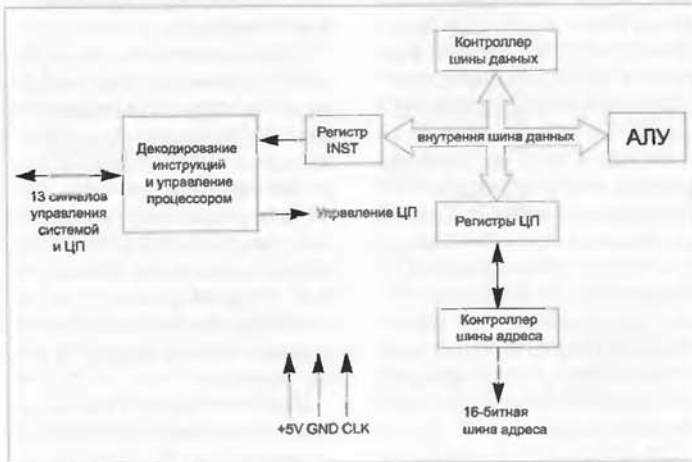 Контроллер
шины данных
Регистр
INST
внутрення шина данных
АЛУ
Декодирование
инструкций
и управление
процессором
13 сигналов
управления
системой
и ЦП
Управление ЦП
Регистры ЦП
Контроллер
шины адреса
+5V GND CLK
16-битная
шина адреса